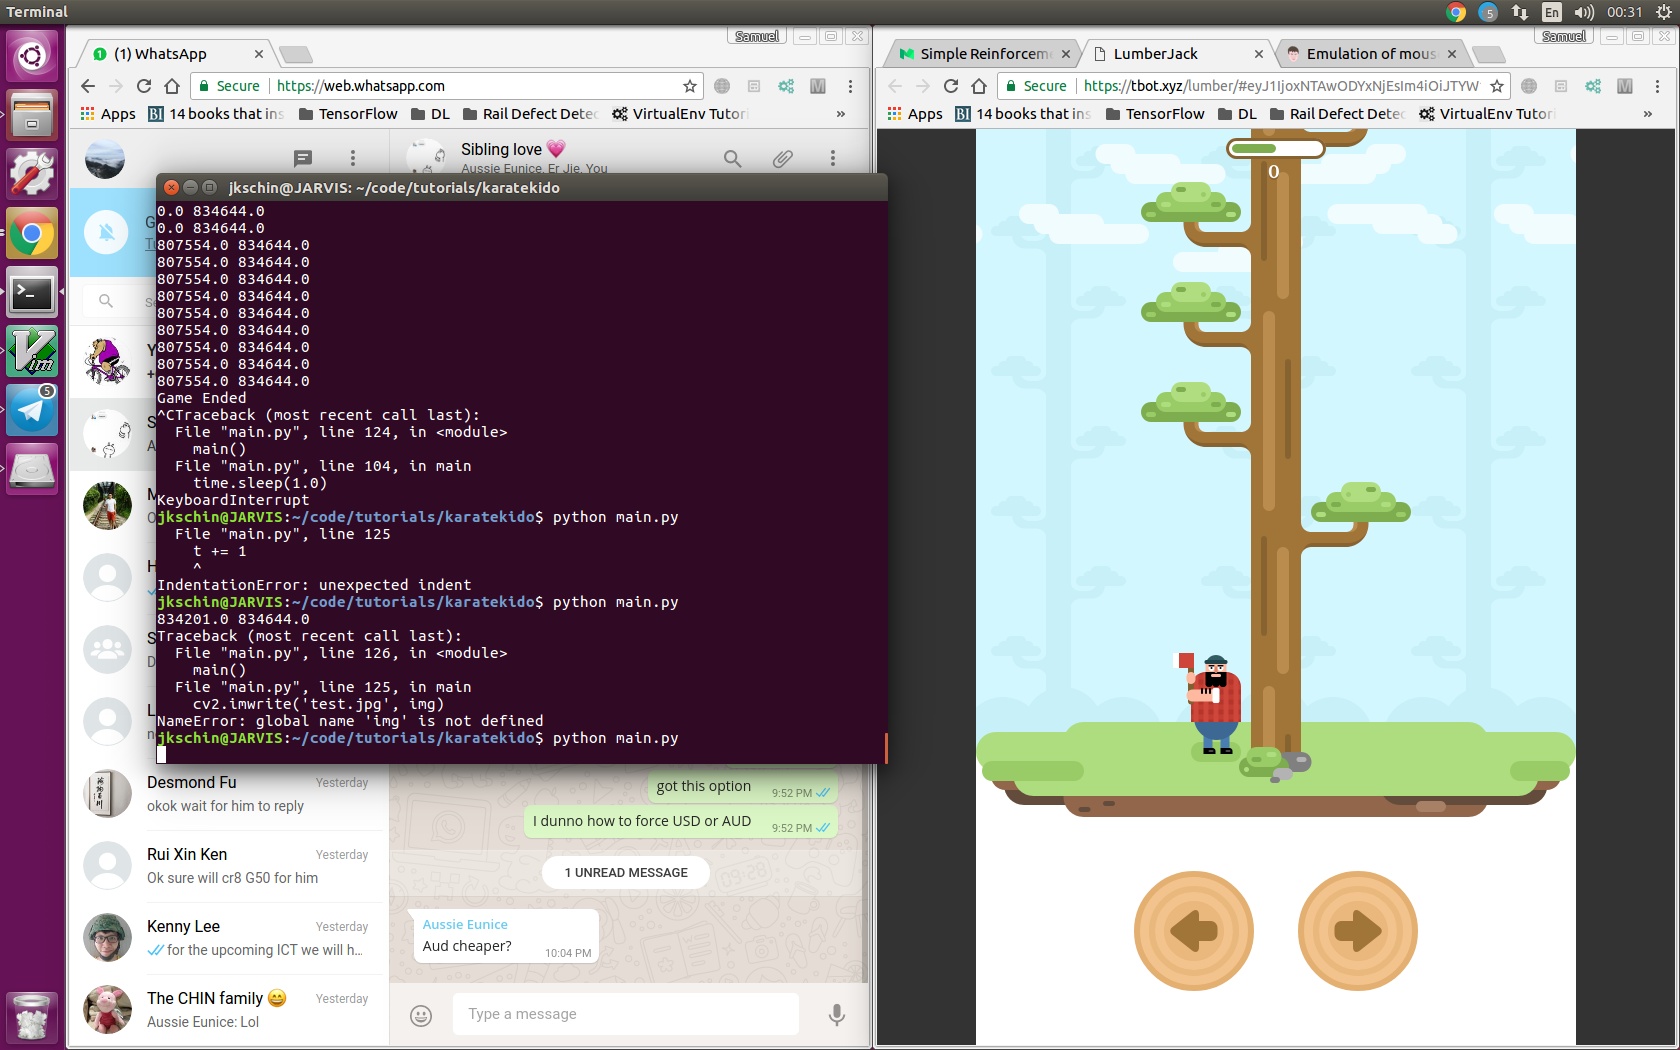 Terminal
5
En
00:31
(1) WhatsApp
Samuel
Secure
https://web.whatsapp.com
Apps
14 books that ins
TensorFlow
DL
Rail Defect Detec
VirtualEnv Tutori
»
Sibling love
Aussie Eunice, Er Jie, You
jkschin@JARVIS: ~/code/tutorials/karatekido
0.0 834644.0
0.0 834644.0
807554.0 834644.0
807554.0 834644.0
807554.0 834644.0
807554.0 834644.0
807554.0 834644.0
807554.0 834644.0
807554.0 834644.0
807554.0 834644.0
807554.0 834644.0
Game Ended
^CTraceback (most recent call last):
File "main.py", line 124, in <module>
main()
File "main.py", line 104, in main
time.sleep(1.0)
KeyboardInterrupt
jkschin@JARVIS:~/code/tutorials/karatekido$ python main.py
File "main.py", line 125
t += 1
^
IndentationError: unexpected indent
jkschin@JARVIS:~/code/tutorials/karatekido$ python main.py
834201.0 834644.0
Traceback (most recent call last):
File "main.py", line 126, in <module>
main()
File "main.py", line 125, in main
cv2.imwrite('test.jpg', img)
NameError: global name 'img' is not defined
jkschin@JARVIS:~/code/tutorials/karatekido$ python main.py
Desmond Fu
Yesterday
okok wait for him to reply
Rui Xin Ken
Yesterday
Ok sure will cr8 G50 for him
Kenny Lee
Yesterday
for the upcoming ICT we will h...
The CHIN family 😄
Yesterday
Aussie Eunice: Lol
got this option
9:52 PM
I dunno how to force USD or AUD
9:52 PM
1 UNREAD MESSAGE
Aussie Eunice
Aud cheaper?
10:04 PM
Type a message
Simple Reinforcem
LumberJack
Emulation of mous
Samuel
Secure
https://tbot.xyz/lumber/#eyJ1IjoxNTAwODYxNjEsIm4iOiJTYW
Apps
14 books that ins
TensorFlow
DL
Rail Defect Detec
VirtualEnv Tutori
»
0
Vim
5